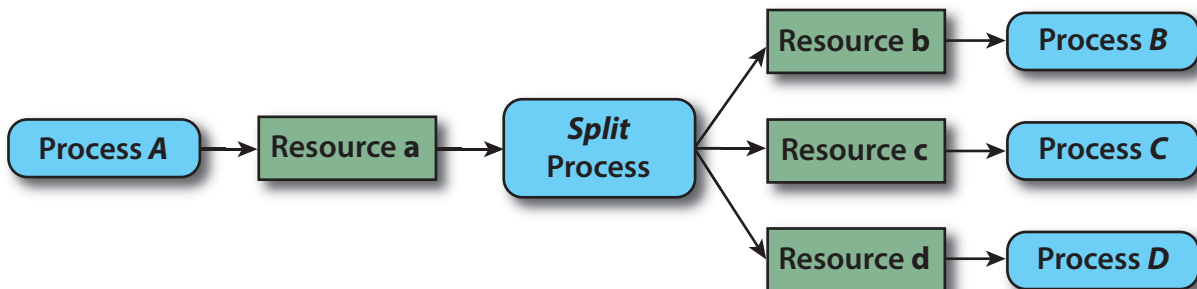 Process A
Resource a
Split
Process
Resource b
Process B
Resource c
Process C
Resource d
Process D